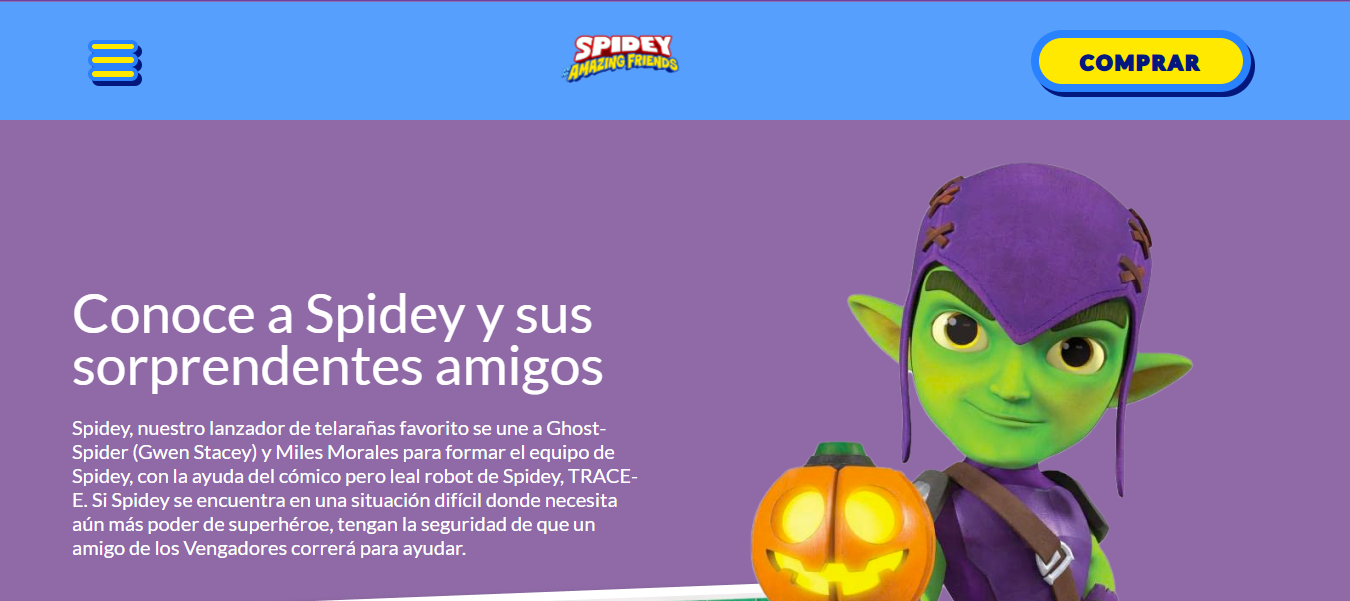 SPIDEY
AMAZING FRIENDS
COMPRAR
Conoce a Spidey y sus
sorprendentes amigos
Spidey, nuestro lanzador de telarañas favorito se une a Ghost-
Spider (Gwen Stacey) y Miles Morales para formar el equipo de
Spidey, con la ayuda del cómico pero leal robot de Spidey, TRACE-
E. Si Spidey se encuentra en una situación difícil donde necesita
aún más poder de superhéroe, tengan la seguridad de que un
amigo de los Vengadores correrá para ayudar.